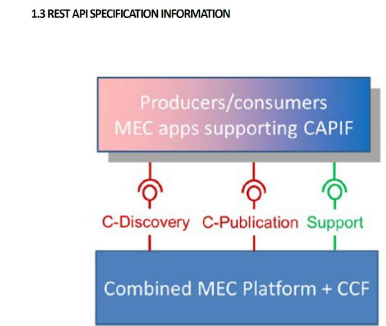 1.3 REST API SPECIFICATION INFORMATION
Producers/consumers
MEC apps supporting CAPIF
C-Discovery C-Publication Support
Combined MEC Platform + CCF